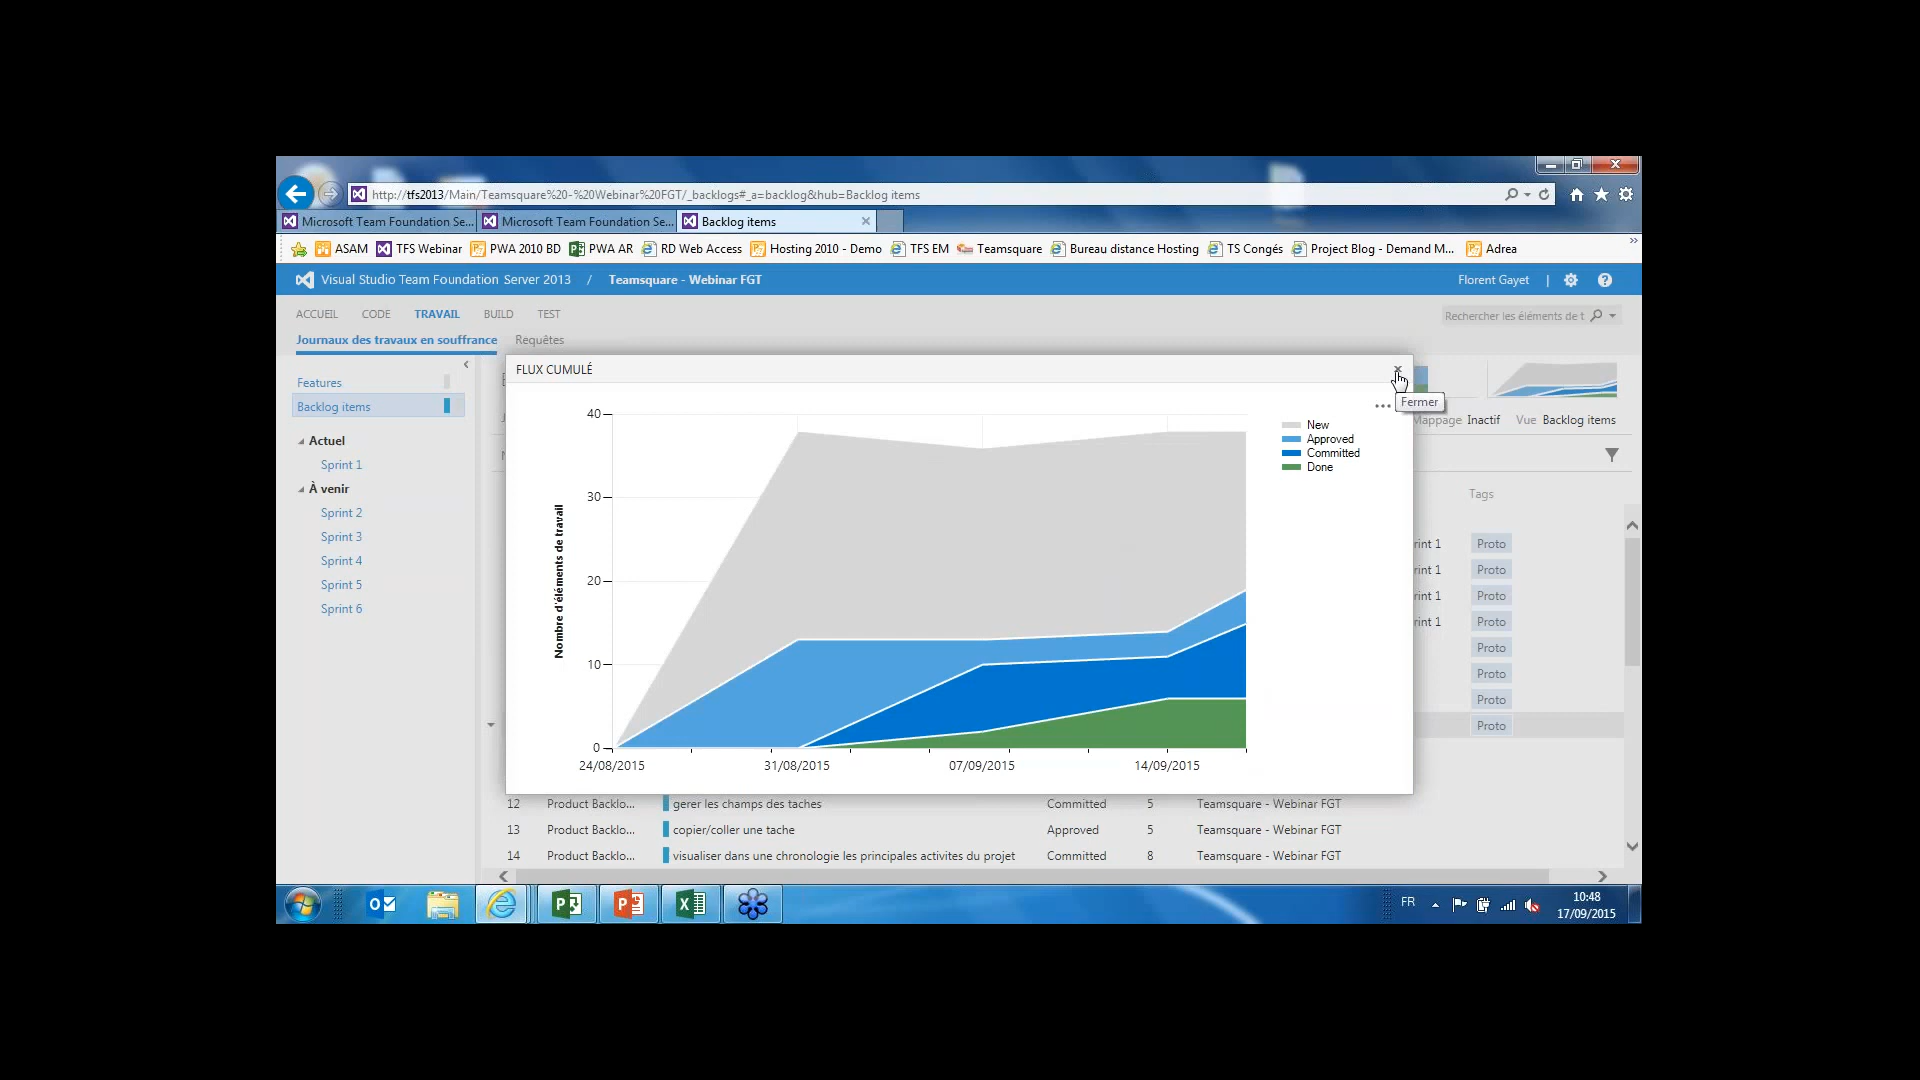 http://tfs2013/Main/Teamsquare%20-%20Webinar%20FGT/_backlogs#_a=backlog&hub=Backlog items
Microsoft Team Foundation Se... Microsoft Team Foundation Se... Backlog items
ASAM TFS Webinar PWA 2010 BD PWA AR RD Web Access Hosting 2010 - Demo TFS EM Teamsquare Bureau distance Hosting TS Congés Project Blog - Demand M... Adrea
Visual Studio Team Foundation Server 2013 / Teamsquare - Webinar FGT Florent Gayet |
ACCUEIL CODE TRAVAIL BUILD TEST
Rechercher les éléments de t
Journaux des travaux en souffrance Requêtes
FLUX CUMULÉ
Fermer
Features
Backlog items
Mappage Inactif Vue Backlog items
Actuel
Sprint 1
À venir
Sprint 2
Sprint 3
Sprint 4
Sprint 5
Sprint 6
New
Approved
Committed
Done
Nombre d'éléments de travail
40
30
20
10
0
24/08/2015 31/08/2015 07/09/2015 14/09/2015
Tags
rint 1 Proto
rint 1 Proto
rint 1 Proto
rint 1 Proto
Proto
Proto
Proto
Proto
12 Product Backlo... gerer les champs des taches Committed 5 Teamsquare - Webinar FGT
13 Product Backlo... copier/coller une tache Approved 5 Teamsquare - Webinar FGT
14 Product Backlo... visualiser dans une chronologie les principales activites du projet Committed 8 Teamsquare - Webinar FGT
FR 10:48
17/09/2015